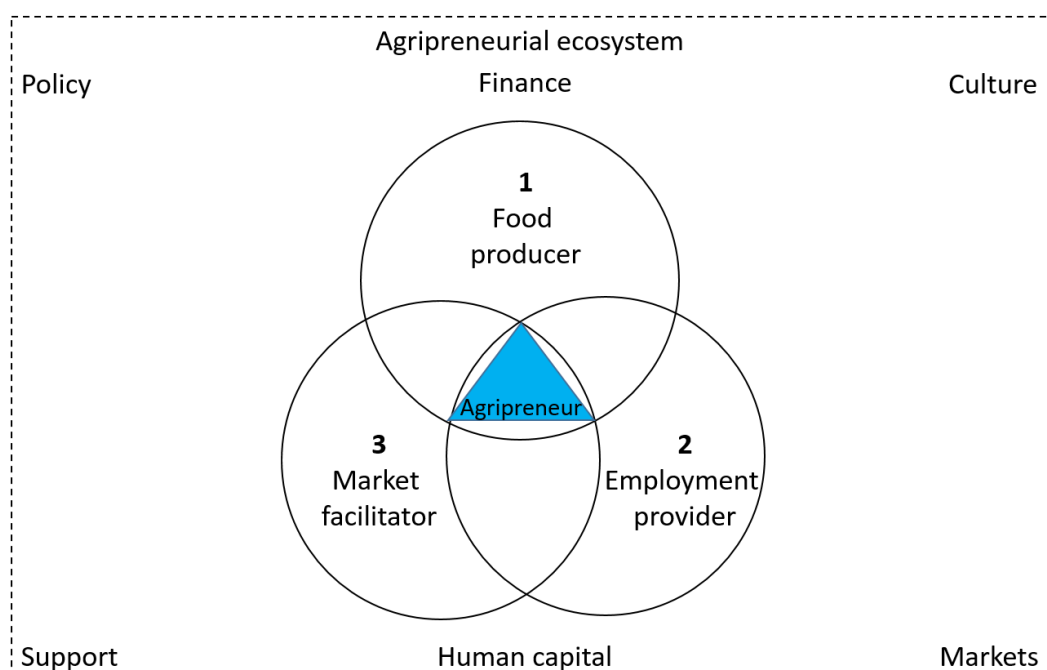 Agripreneurial ecosystem
Policy
Finance
Culture
1
Food
producer
Agripreneur
3
Market
facilitator
2
Employment
provider
Support
Human capital
Markets